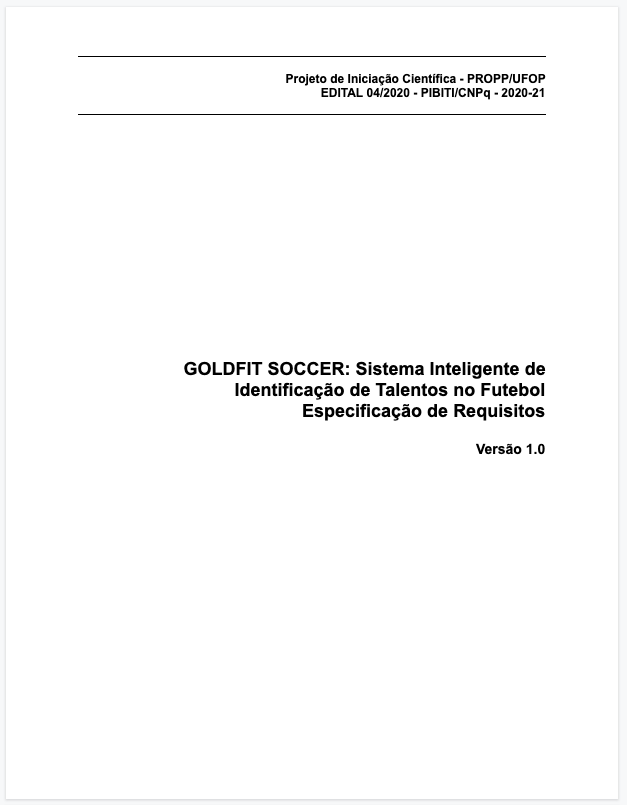 Projeto de Iniciação Científica - PROPP/UFOP
EDITAL 04/2020 - PIBITI/CNPq - 2020-21
GOLDFIT SOCCER: Sistema Inteligente de
Identificação de Talentos no Futebol
Especificação de Requisitos
Versão 1.0